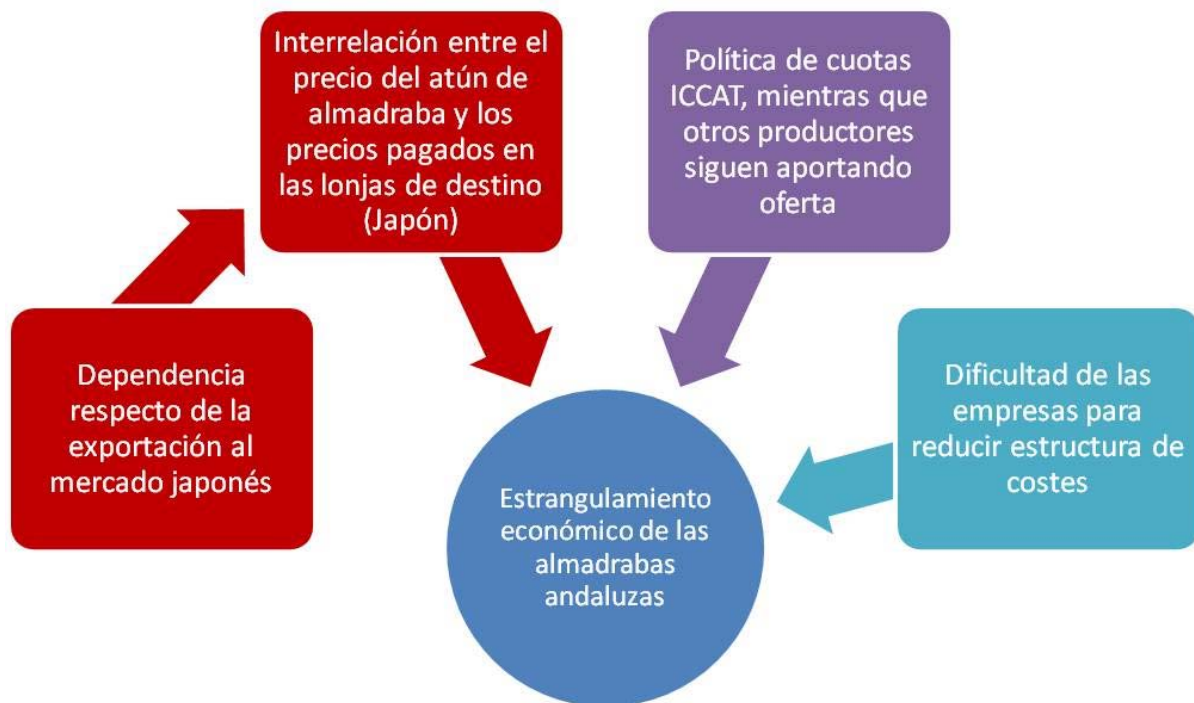 Interrelación entre el
precio del atún de
almadraba y los
precios pagados en
las lonjas de destino
(Japón)
Política de cuotas
ICCAT, mientras que
otros productores
siguen aportando
oferta
Dependencia
respecto de la
exportación al
mercado japonés
Dificultad de las
empresas para
reducir estructura de
costes
Estrangulamiento
económico de las
almadrabas
andaluzas